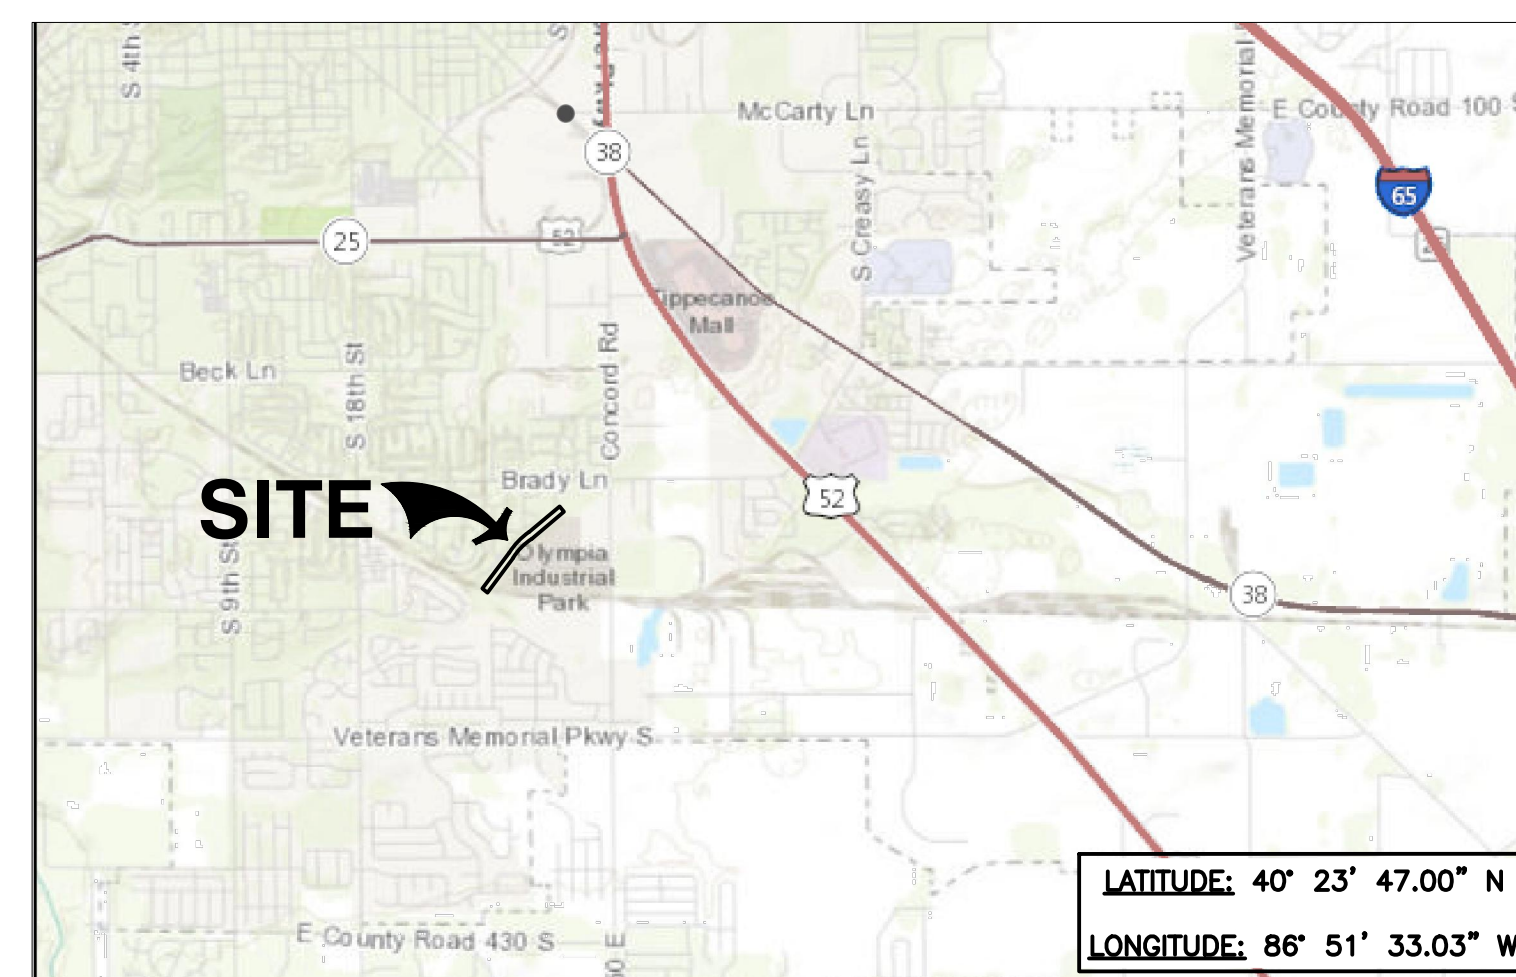 S 4th S
S
McCarty Ln
Veterans Memorial
E County Road 100 S
38
65
S Creasy Ln
25
52
Tippecanoe
Mall
Beck Ln
S 18th St
Concord Rd
Brady Ln
SITE
52
Olympia
Industrial
Park
S 9th St
38
Veterans Memorial Pkwy S
LATITUDE: 40° 23' 47.00" N
LONGITUDE: 86° 51' 33.03" W
E County Road 430 S
50 E